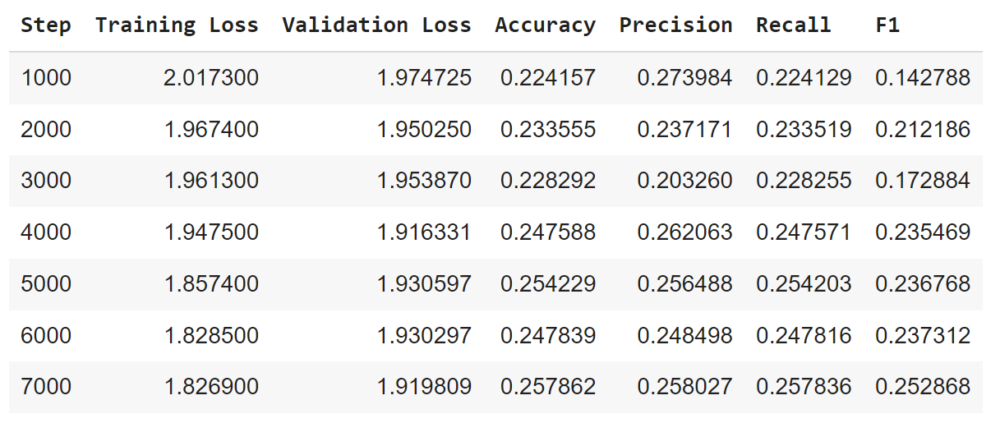 Step Training Loss Validation Loss Accuracy Precision Recall F1
1000 2.017300 1.974725 0.224157 0.273984 0.224129 0.142788
2000 1.967400 1.950250 0.233555 0.237171 0.233519 0.212186
3000 1.961300 1.953870 0.228292 0.203260 0.228255 0.172884
4000 1.947500 1.916331 0.247588 0.262063 0.247571 0.235469
5000 1.857400 1.930597 0.254229 0.256488 0.254203 0.236768
6000 1.828500 1.930297 0.247839 0.248498 0.247816 0.237312
7000 1.826900 1.919809 0.257862 0.258027 0.257836 0.252868